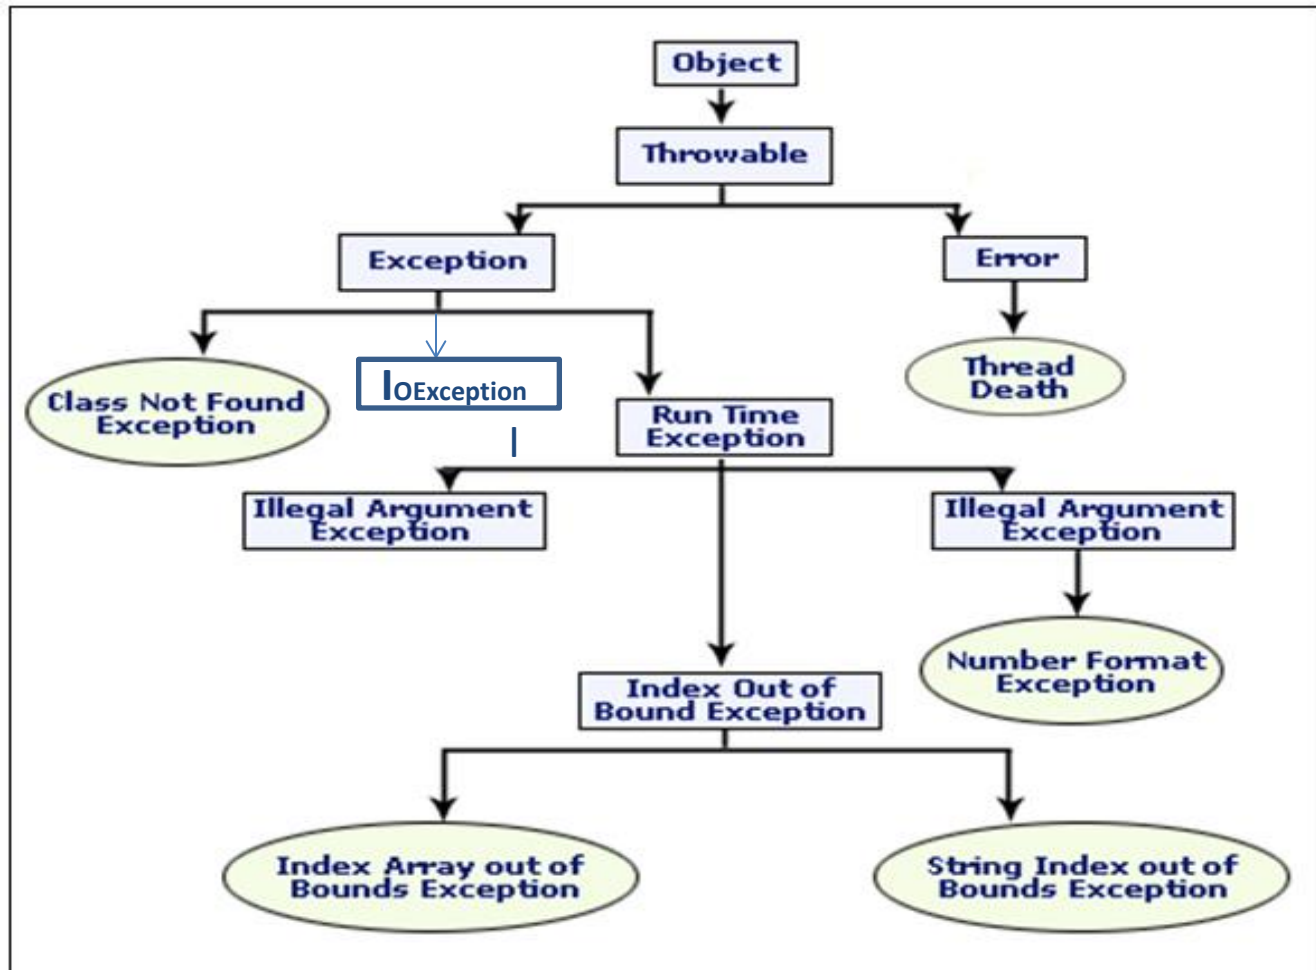 Object
Throwable
Exception
Error
Class Not Found
Exception
IOException
Thread
Death
Run Time
Exception
I
Illegal Argument
Exception
Illegal Argument
Exception
Number Format
Exception
Index Out of
Bound Exception
Index Array out of
Bounds Exception
String Index out of
Bounds Exception